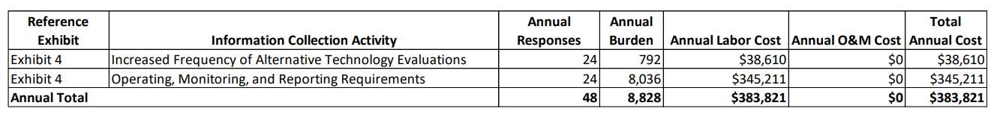 Reference Exhibit | Information Collection Activity | Annual Responses | Annual Burden | Annual Labor Cost | Annual O&M Cost | Total Annual Cost
Exhibit 4 | Increased Frequency of Alternative Technology Evaluations | 24 | 792 | $38,610 | $0 | $38,610
Exhibit 4 | Operating, Monitoring, and Reporting Requirements | 24 | 8,036 | $345,211 | $0 | $345,211
Annual Total | 48 | 8,828 | $383,821 | $0 | $383,821